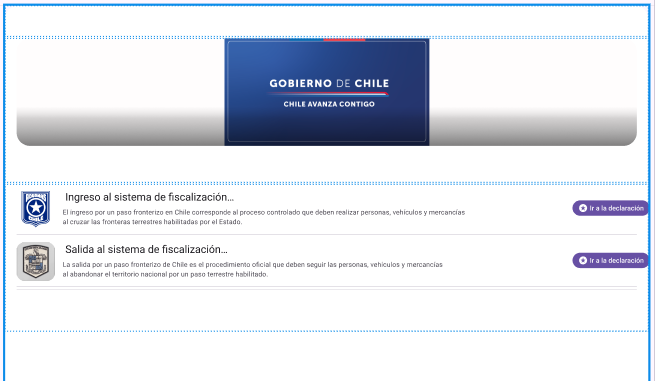 GOBIERNO DE CHILE
CHILE AVANZA CONTIGO
Ingreso al sistema de fiscalización...
El ingreso por un paso fronterizo en Chile corresponde al proceso controlado que deben realizar personas, vehículos y mercancías
al cruzar las fronteras terrestres habilitadas por el Estado.
Ir a la declaración
Salida al sistema de fiscalización...
La salida por un paso fronterizo de Chile es el procedimiento oficial que deben seguir las personas, vehículos y mercancías
al abandonar el territorio nacional por un paso terrestre habilitado.
Ir a la declaración